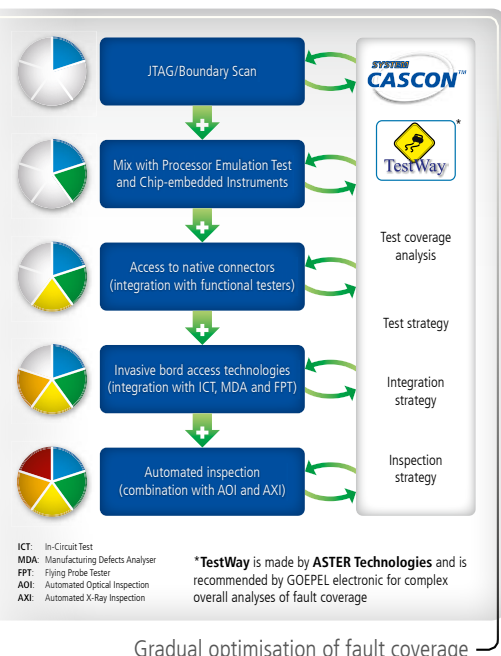 JTAG/Boundary Scan
SYSTEM
CASCON™
Mix with Processor Emulation Test
and Chip-embedded Instruments
*
TestWay
Access to native connectors
(integration with functional testers)
Test coverage
analysis
Test strategy
Invasive bord access technologies
(integration with ICT, MDA and FPT)
Integration
strategy
Automated inspection
(combination with AOI and AXI)
Inspection
strategy
ICT: In-Circuit Test
MDA: Manufacturing Defects Analyser
FPT: Flying Probe Tester
AOI: Automated Optical Inspection
AXI: Automated X-Ray Inspection
*TestWay is made by ASTER Technologies and is
recommended by GOEPEL electronic for complex
overall analyses of fault coverage
Gradual optimisation of fault coverage